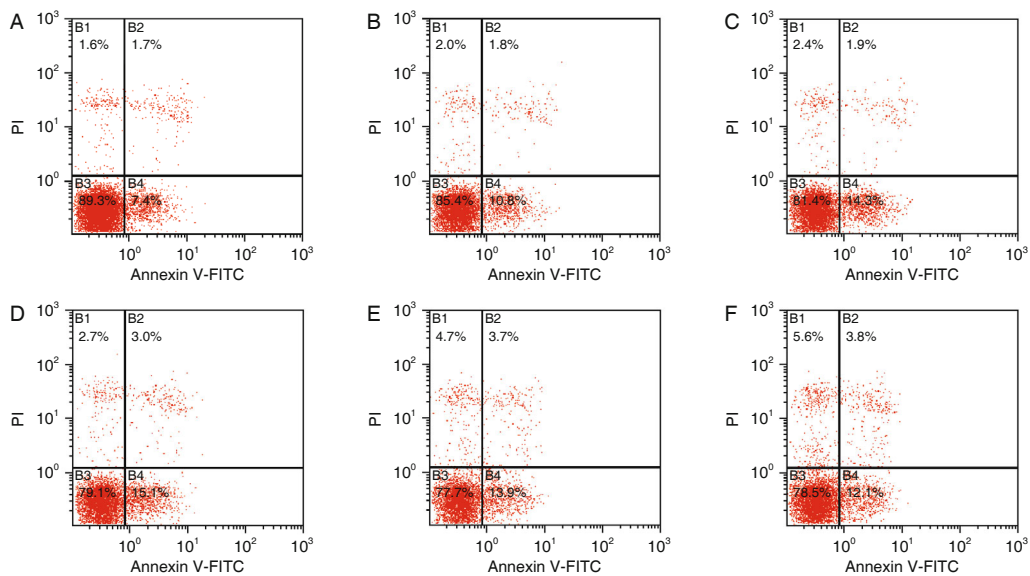 A
10³
B1
B2
1.6%
1.7%
10²
PI
10¹
10⁰
B3
B4
89.3%
7.4%
10⁰
10¹
10²
10³
Annexin V-FITC
B
10³
B1
B2
2.0%
1.8%
10²
PI
10¹
10⁰
B3
B4
85.4%
10.8%
10⁰
10¹
10²
10³
Annexin V-FITC
C
10³
B1
B2
2.4%
1.9%
10²
PI
10¹
10⁰
B3
B4
81.4%
14.3%
10⁰
10¹
10²
10³
Annexin V-FITC
D
10³
B1
B2
2.7%
3.0%
10²
PI
10¹
10⁰
B3
B4
79.1%
15.1%
10⁰
10¹
10²
10³
Annexin V-FITC
E
10³
B1
B2
4.7%
3.7%
10²
PI
10¹
10⁰
B3
B4
77.7%
13.9%
10⁰
10¹
10²
10³
Annexin V-FITC
F
10³
B1
B2
5.6%
3.8%
10²
PI
10¹
10⁰
B3
B4
78.5%
12.1%
10⁰
10¹
10²
10³
Annexin V-FITC